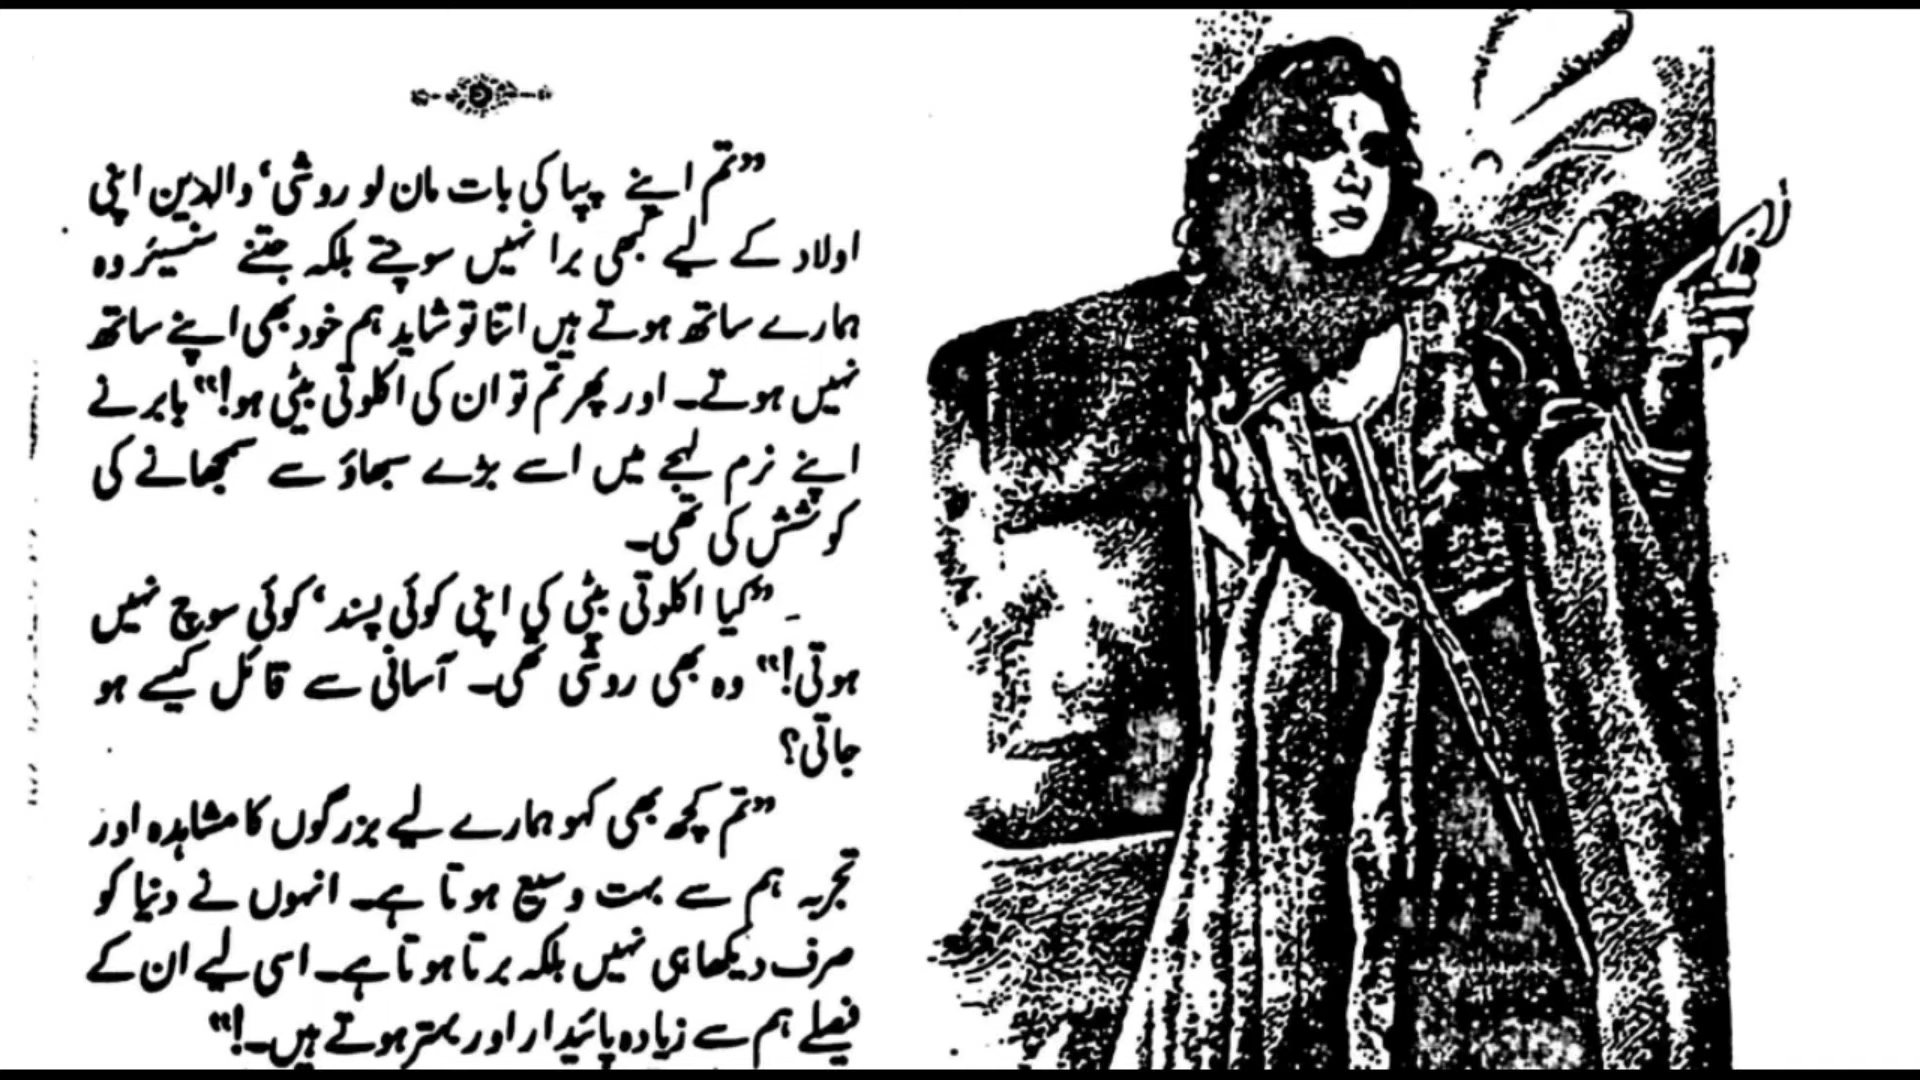 ”تم اپنے پپا کی بات مان لو روشی‘ والدین اپنی
اولاد کے لیے کبھی برا نہیں سوچتے بلکہ جتنے سنسیئر وہ
ہمارے ساتھ ہوتے ہیں اتنا تو شاید ہم خود بھی اپنے ساتھ
نہیں ہوتے۔ اور پھر تم تو ان کی اکلوتی بیٹی ہو!“ بابر نے
اپنے نرم لہجے میں اسے بڑے سبھاؤ سے سمجھانے کی
کوشش کی تھی۔
”کیا اکلوتی بیٹی کی اپنی کوئی پسند‘ کوئی سوچ نہیں
ہوتی!“ وہ بھی روشی تھی۔ آسانی سے قائل کیسے ہو
جاتی؟
”تم کچھ بھی کہو ہمارے لیے بزرگوں کا مشاہدہ اور
تجربہ ہم سے بہت وسیع ہوتا ہے۔ انہوں نے دنیا کو
صرف دیکھا ہی نہیں بلکہ برتا ہوتا ہے۔ اسی لیے ان کے
فیصلے ہم سے زیادہ پائیدار اور بہتر ہوتے ہیں۔!“